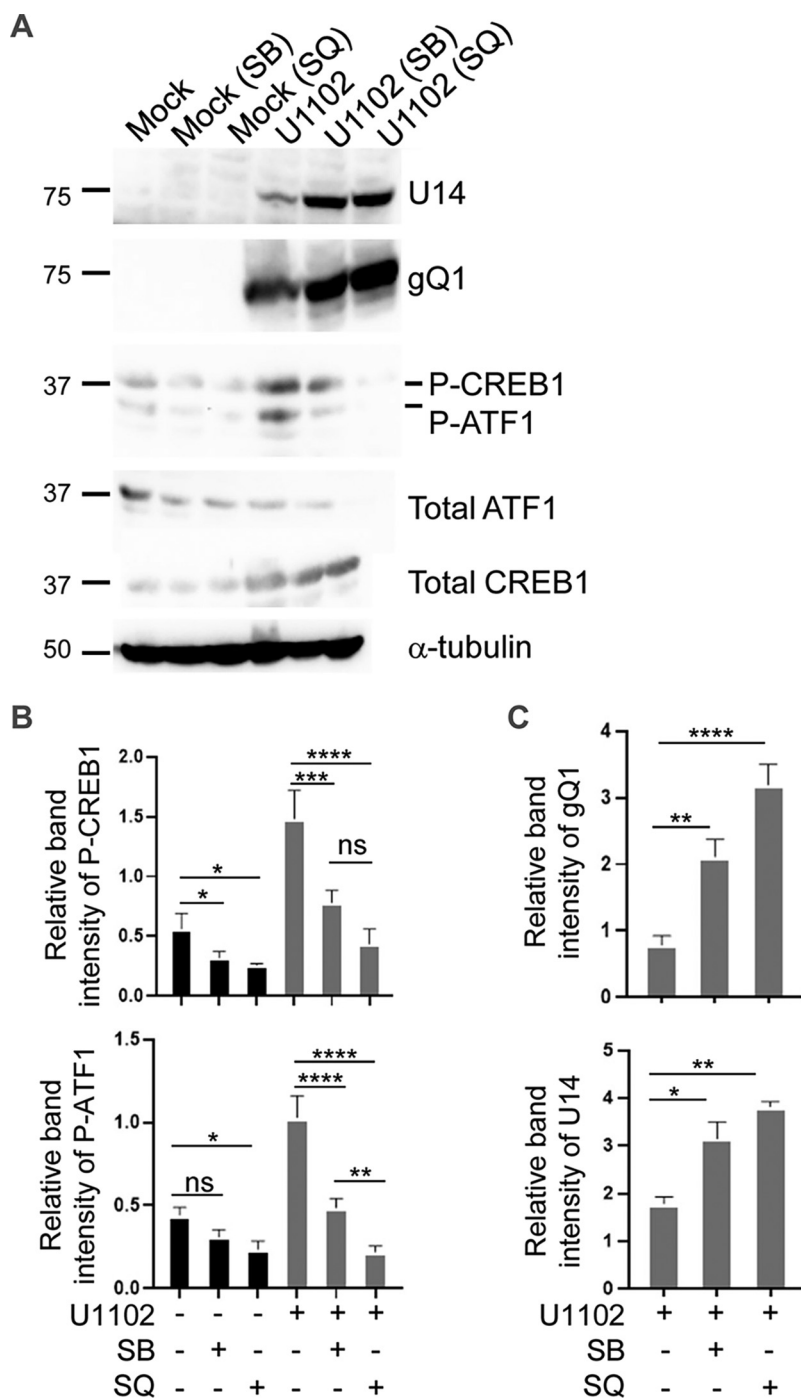 A
Mock
Mock (SB)
Mock (SQ)
U1102
U1102 (SB)
U1102 (SQ)
75
U14
75
gQ1
37
P-CREB1
P-ATF1
37
Total ATF1
37
Total CREB1
50
α-tubulin
B
Relative band
intensity of P-CREB1
2.0
1.5
1.0
0.5
0.0
*
*
****
***
ns
Relative band
intensity of P-ATF1
1.5
1.0
0.5
0.0
ns
*
****
****
**
U1102 - - - + + +
SB - + - - + -
SQ - - + - - +
C
Relative band
intensity of gQ1
4
3
2
1
0
****
**
Relative band
intensity of U14
5
4
3
2
1
0
**
*
+ + +
- + -
- - +